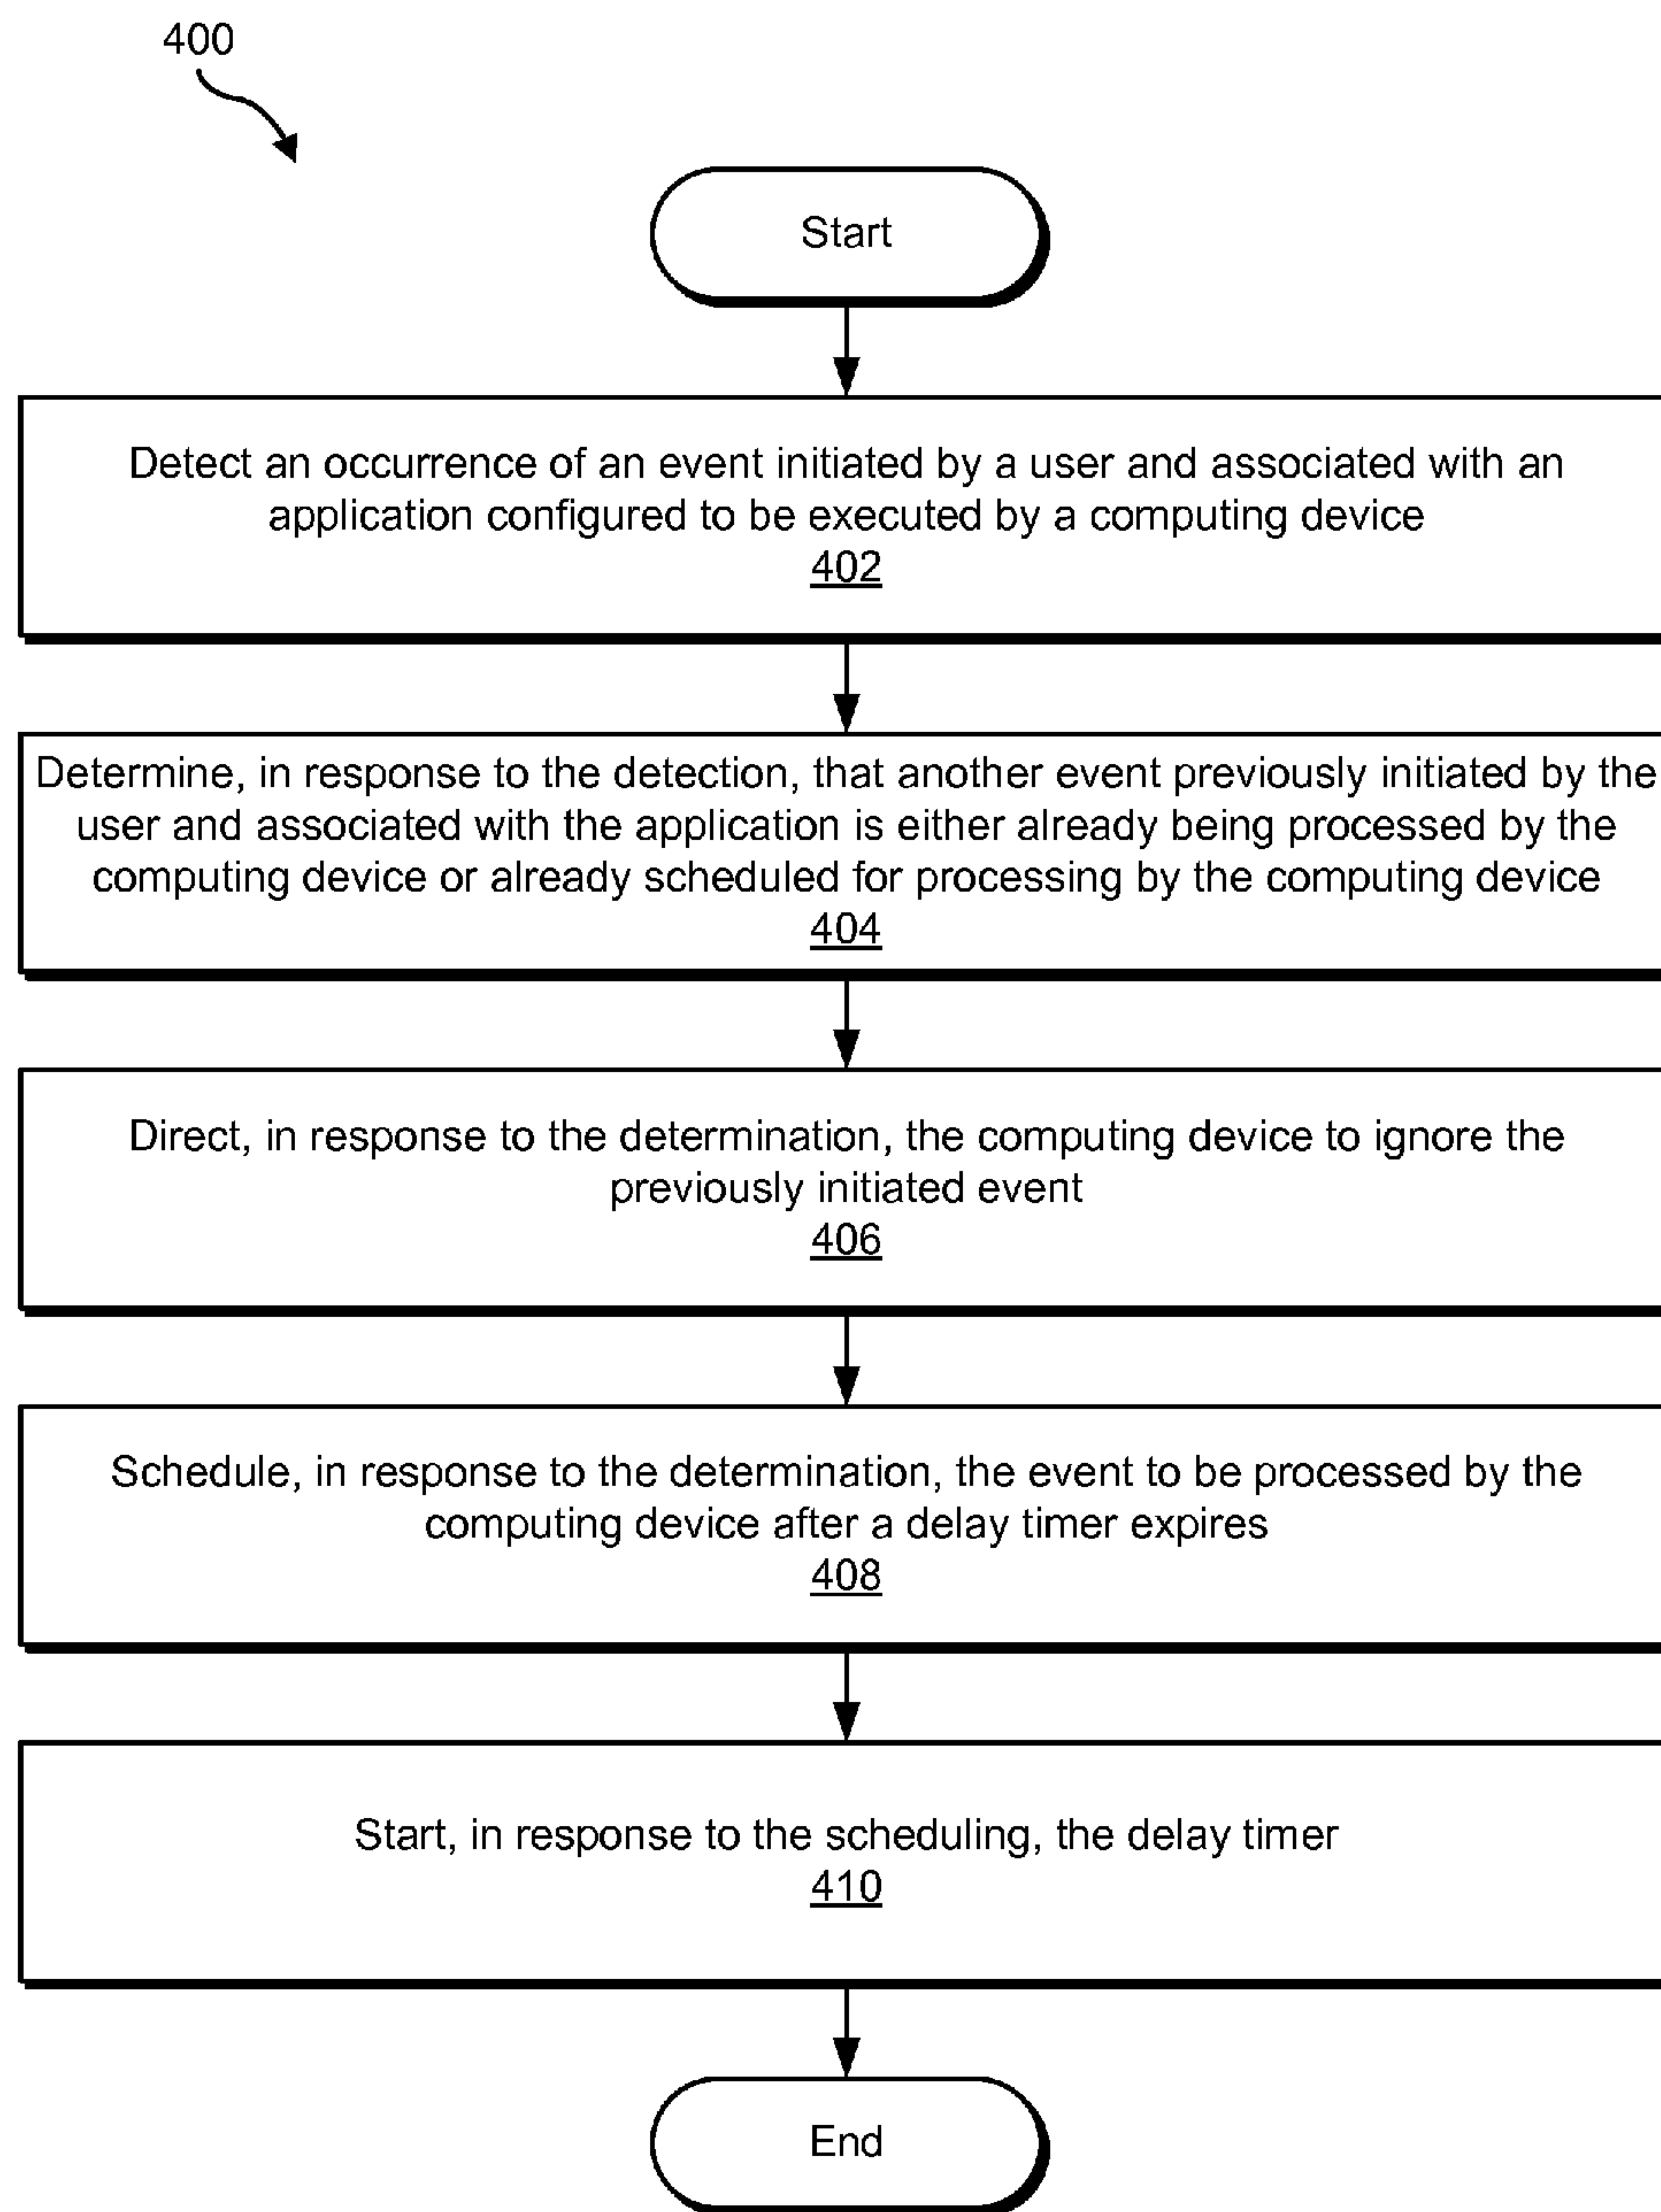 400
Start
Detect an occurrence of an event initiated by a user and associated with an
application configured to be executed by a computing device
402
Determine, in response to the detection, that another event previously initiated by the
user and associated with the application is either already being processed by the
computing device or already scheduled for processing by the computing device
404
Direct, in response to the determination, the computing device to ignore the
previously initiated event
406
Schedule, in response to the determination, the event to be processed by the
computing device after a delay timer expires
408
Start, in response to the scheduling, the delay timer
410
End